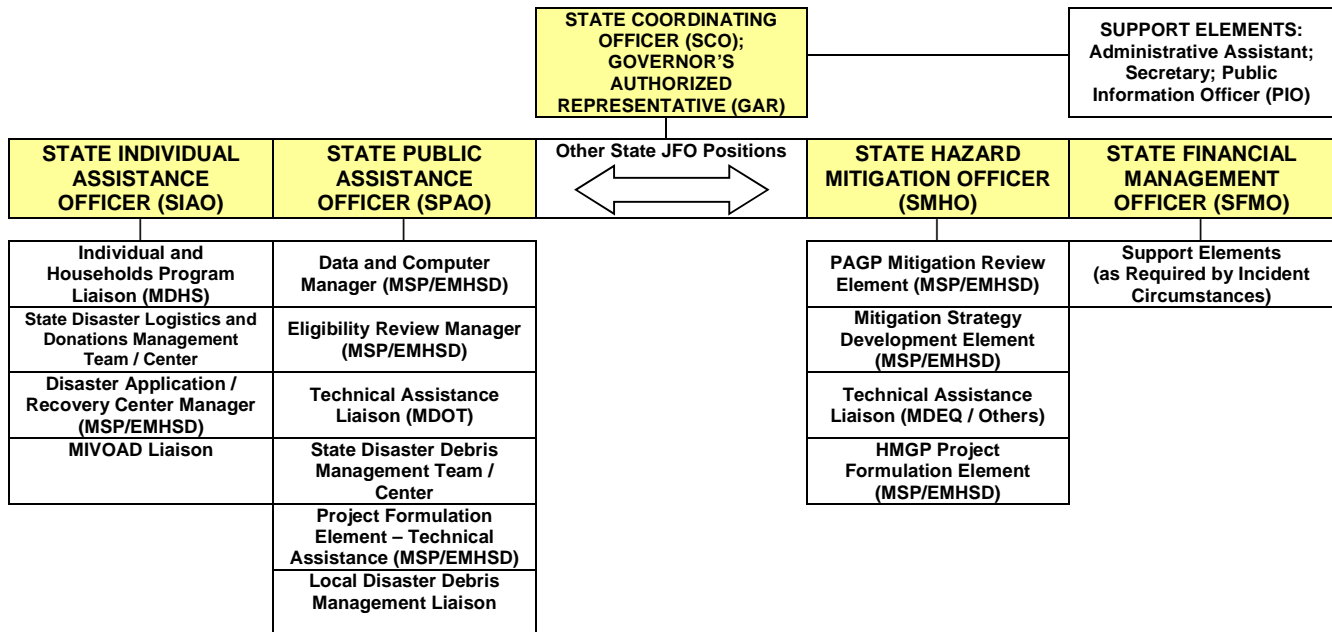 STATE COORDINATING
OFFICER (SCO);
GOVERNOR'S
AUTHORIZED
REPRESENTATIVE (GAR)
SUPPORT ELEMENTS:
Administrative Assistant;
Secretary; Public
Information Officer (PIO)
STATE INDIVIDUAL
ASSISTANCE
OFFICER (SIAO)
STATE PUBLIC
ASSISTANCE
OFFICER (SPAO)
Other State JFO Positions
STATE HAZARD
MITIGATION OFFICER
(SMHO)
STATE FINANCIAL
MANAGEMENT
OFFICER (SFMO)
Individual and
Households Program
Liaison (MDHS)
State Disaster Logistics and
Donations Management
Team / Center
Disaster Application /
Recovery Center Manager
(MSP/EMHSD)
MIVOAD Liaison
Data and Computer
Manager (MSP/EMHSD)
Eligibility Review Manager
(MSP/EMHSD)
Technical Assistance
Liaison (MDOT)
State Disaster Debris
Management Team /
Center
Project Formulation
Element – Technical
Assistance (MSP/EMHSD)
Local Disaster Debris
Management Liaison
PAGP Mitigation Review
Element (MSP/EMHSD)
Mitigation Strategy
Development Element
(MSP/EMHSD)
Technical Assistance
Liaison (MDEQ / Others)
HMGP Project
Formulation Element
(MSP/EMHSD)
Support Elements
(as Required by Incident
Circumstances)